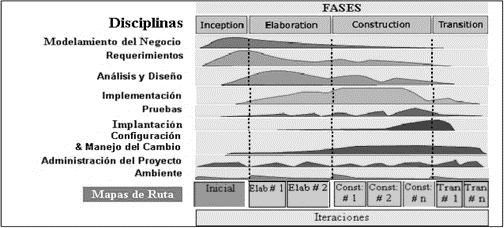 FASES
Disciplinas
Inception
Elaboration
Construction
Transition
Modelamiento del Negocio
Requerimientos
Análisis y Diseño
Implementación
Pruebas
Implantación
Configuración
& Manejo del Cambio
Administración del Proyecto
Ambiente
Mapas de Ruta
Inicial
Elab # 1
Elab # 2
Const:
# 1
Const:
# 2
Const:
# n
Tran
# 1
Tran
# n
Iteraciones